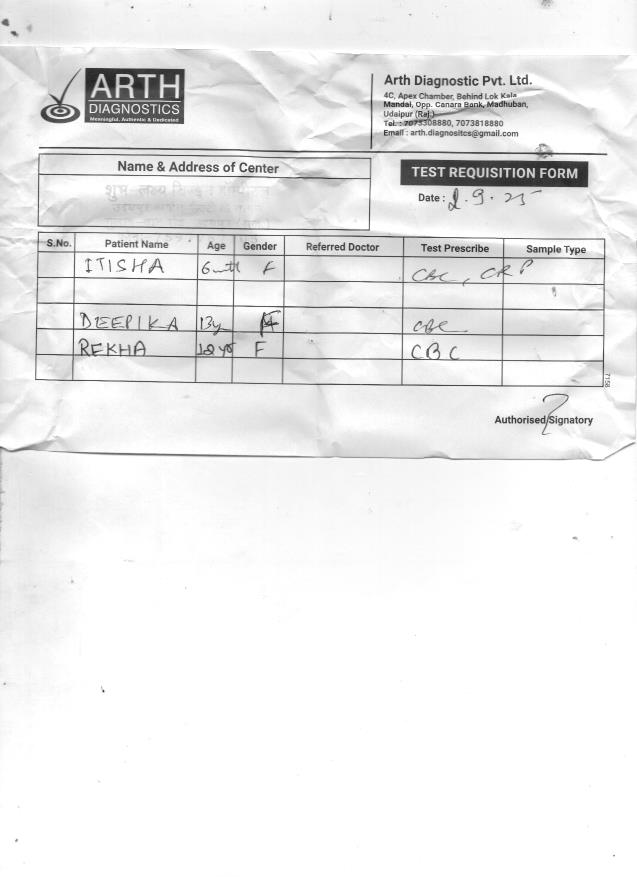 ARTH
DIAGNOSTICS
Meaningful, Authentic & Dedicated
Arth Diagnostic Pvt. Ltd.
4C, Apex Chamber, Behind Lok Kala
Mandal, Opp. Canara Bank, Madhuban,
Udaipur (Raj.)
Tel.: 7073308880, 7073818880
Email : arth.diagnositcs@gmail.com
Name & Address of Center
TEST REQUISITION FORM
Date : 2.9.25
S.No. Patient Name Age Gender Referred Doctor Test Prescribe Sample Type
ITISHA 6 mth F CBC, CRP
DEEPIKA 13y CBC
REKHA F CBC
7158
Authorised Signatory